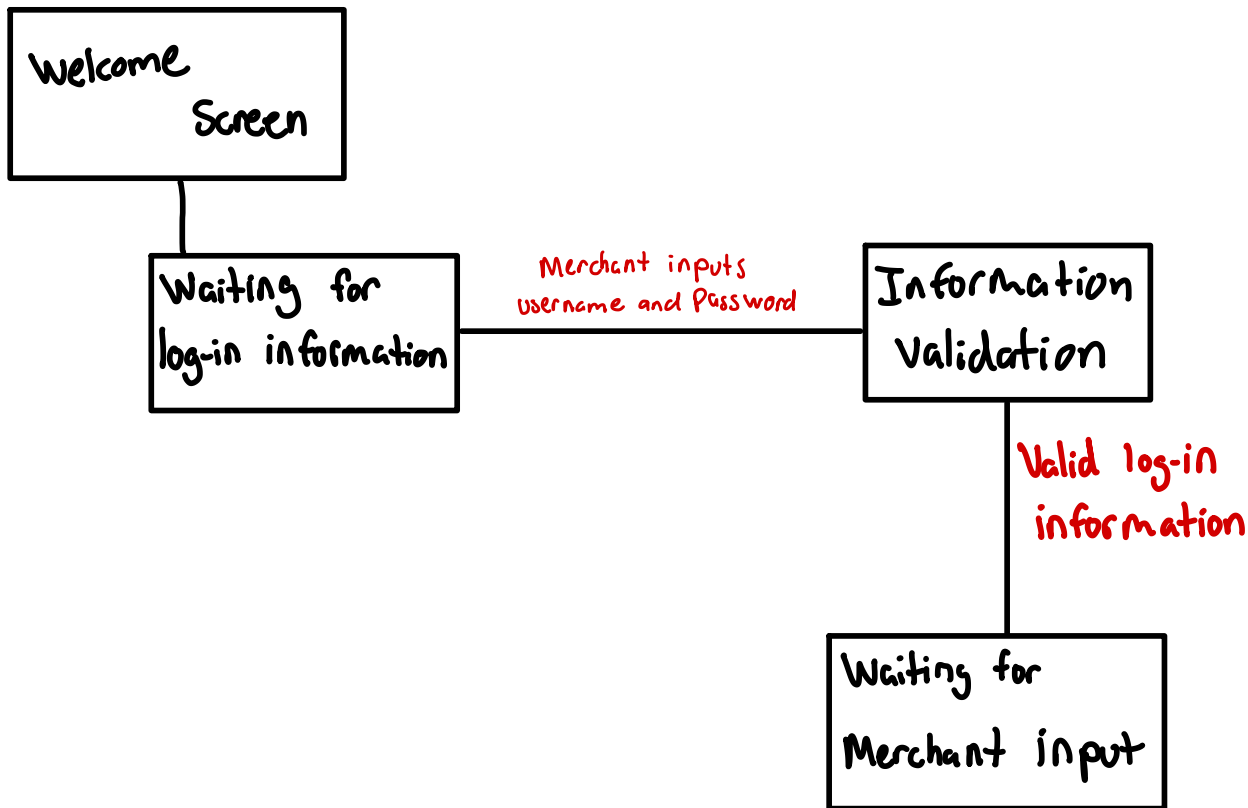 Welcome
Screen
Waiting for
log-in information
Merchant inputs
username and Password
Information
Validation
Valid log-in
information
Waiting for
Merchant input